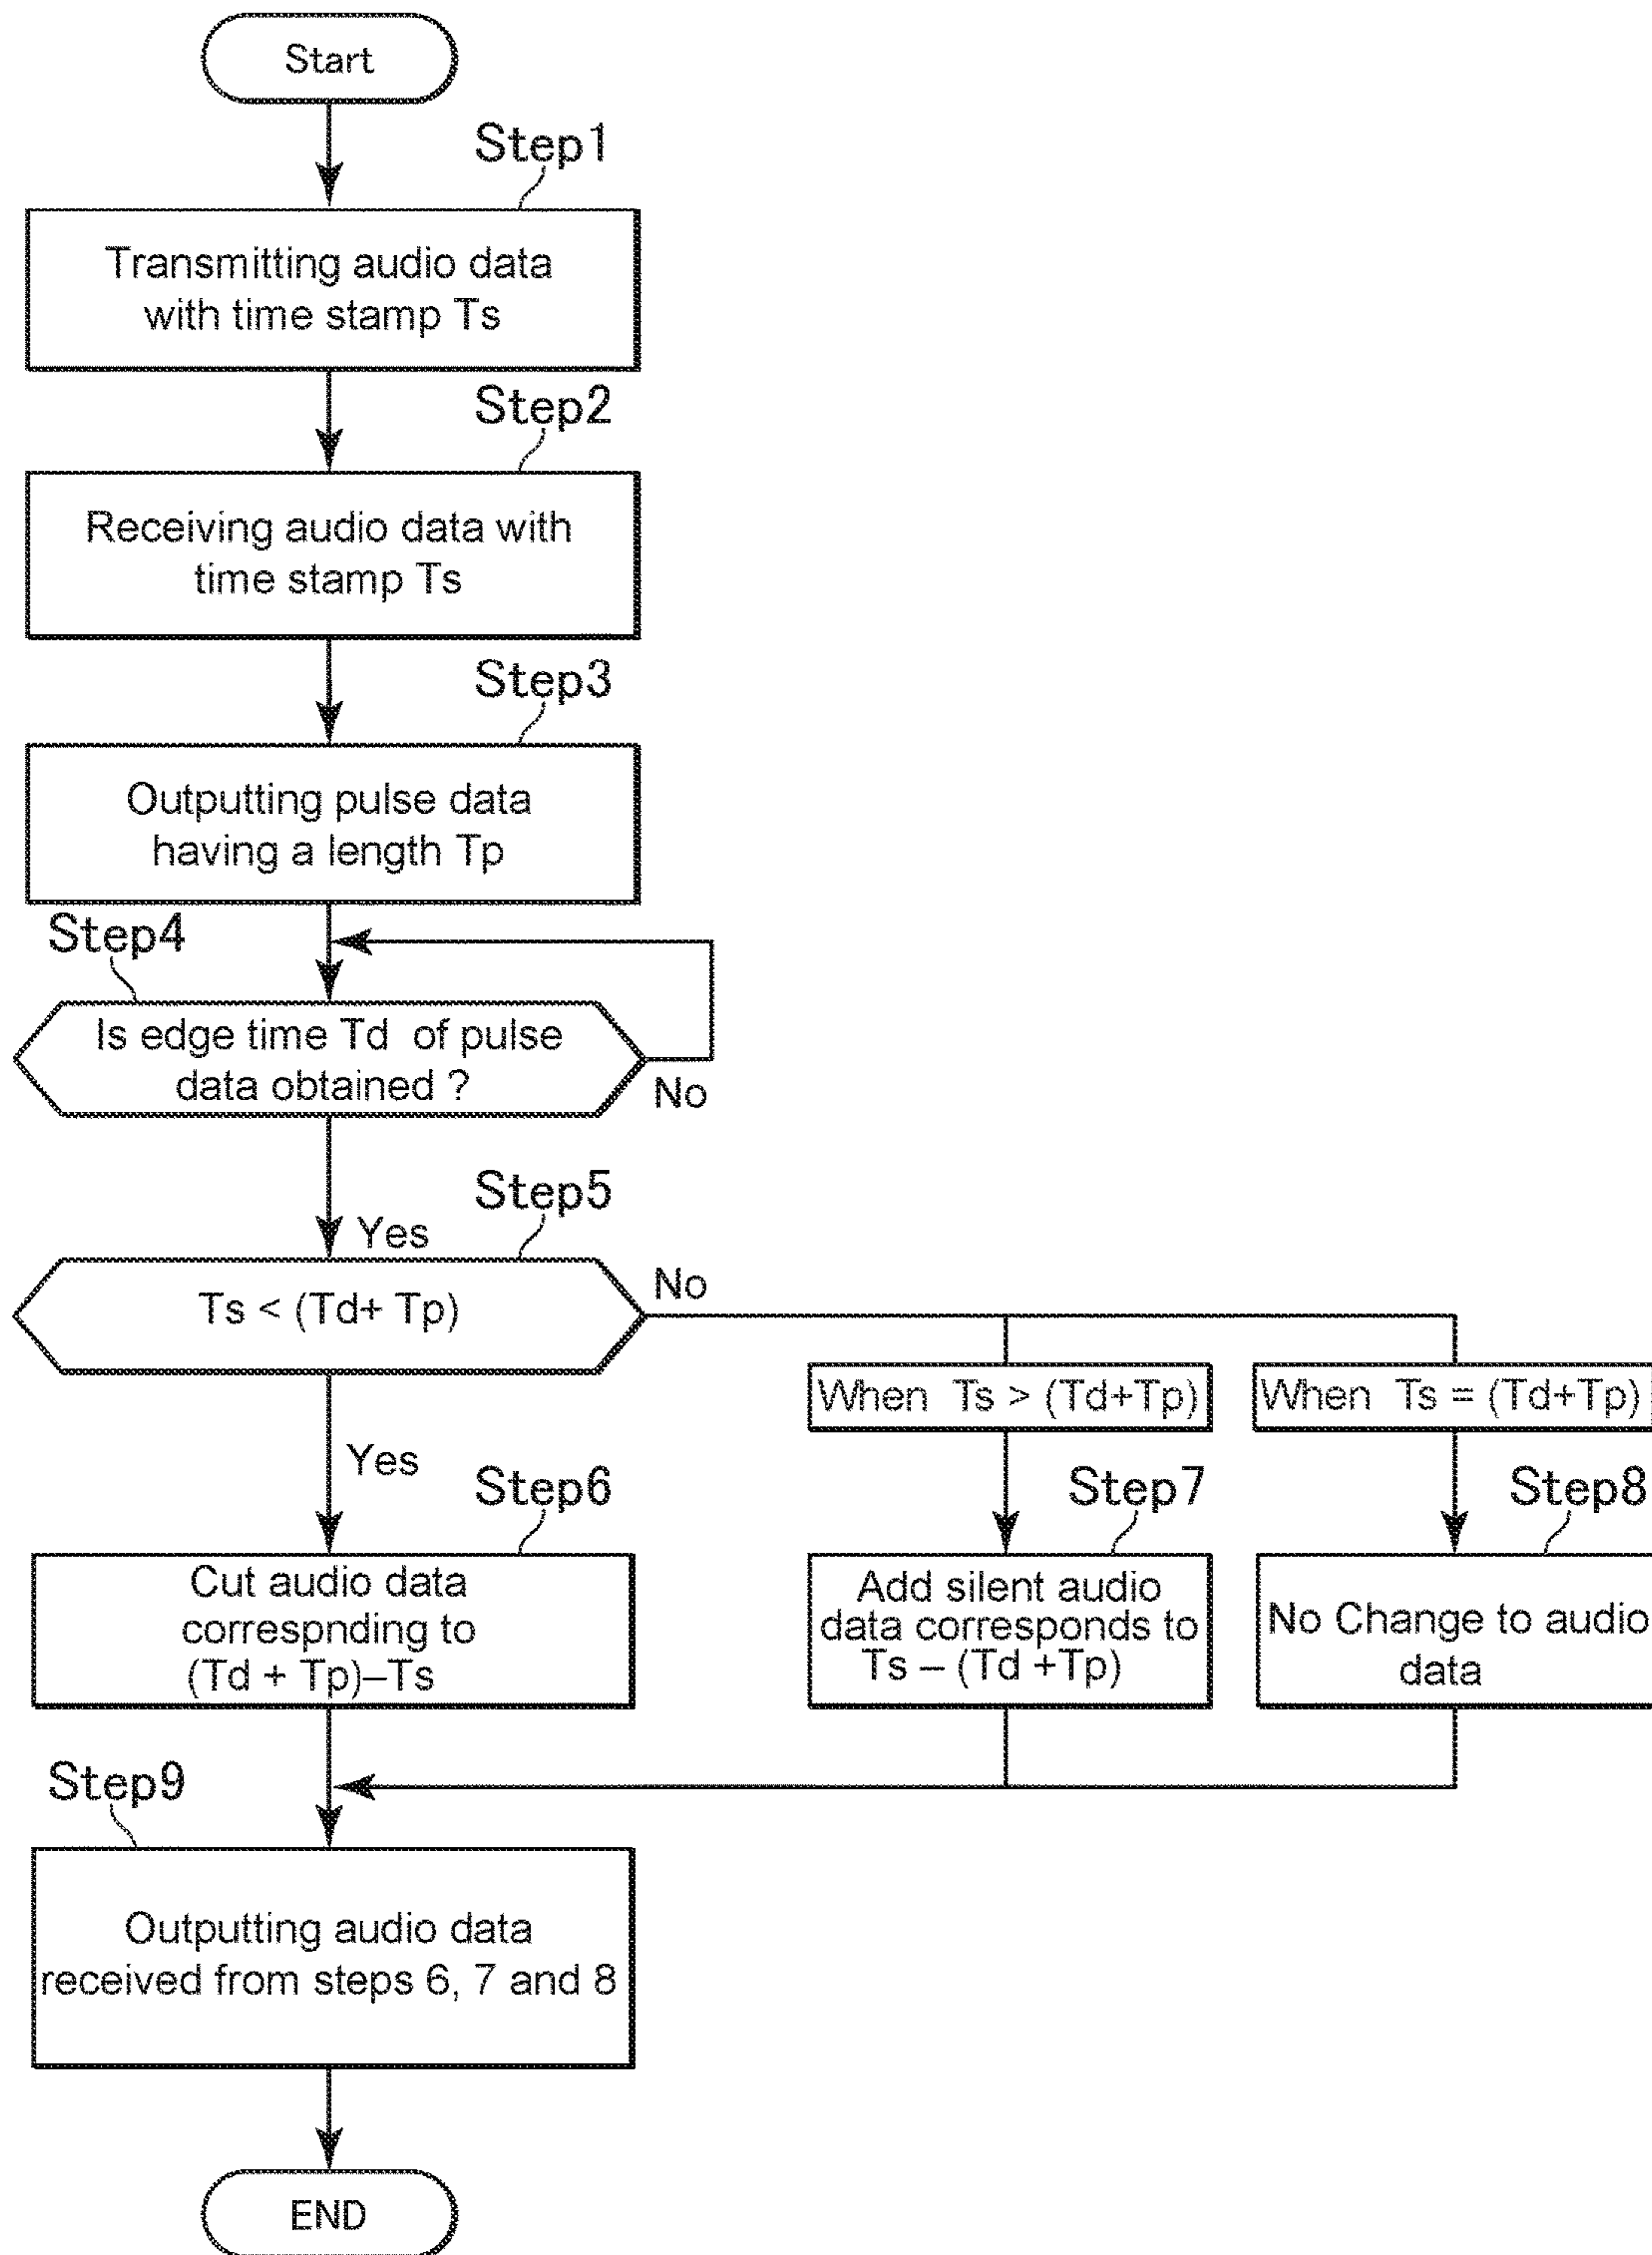 Start
Step1
Transmitting audio data
with time stamp Ts
Step2
Receiving audio data with
time stamp Ts
Step3
Outputting pulse data
having a length Tp
Step4
Is edge time Td of pulse
data obtained ?
No
Yes
Step5
Ts < (Td+ Tp)
No
When Ts > (Td+Tp)
When Ts = (Td+Tp)
Yes
Step6
Cut audio data
correspnding to
(Td + Tp)–Ts
Step7
Add silent audio
data corresponds to
Ts – (Td +Tp)
Step8
No Change to audio
data
Step9
Outputting audio data
received from steps 6, 7 and 8
END